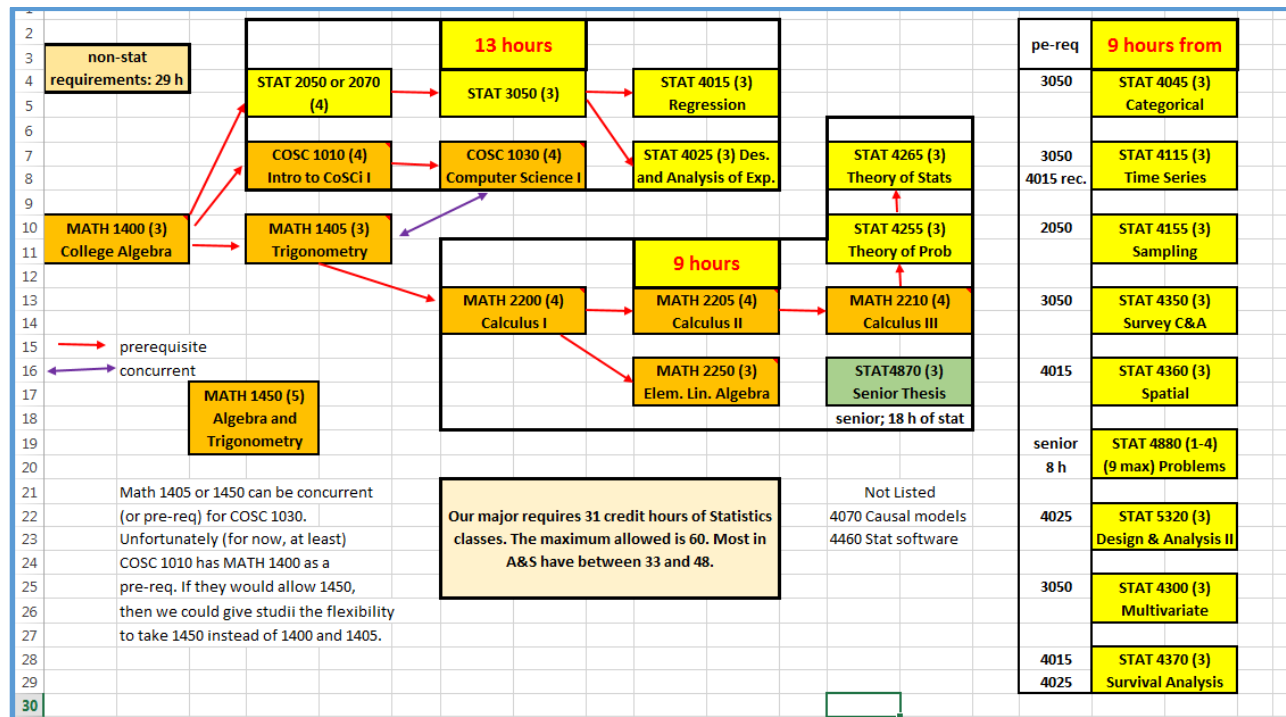 1
2
3
4
5
6
7
8
9
10
11
12
13
14
15
16
17
18
19
20
21
22
23
24
25
26
27
28
29
30
non-stat
requirements: 29 h
13 hours
STAT 2050 or 2070
(4)
STAT 3050 (3)
STAT 4015 (3)
Regression
COSC 1010 (4)
Intro to CoSCi I
COSC 1030 (4)
Computer Science I
STAT 4025 (3) Des.
and Analysis of Exp.
STAT 4265 (3)
Theory of Stats
MATH 1400 (3)
College Algebra
MATH 1405 (3)
Trigonometry
9 hours
STAT 4255 (3)
Theory of Prob
MATH 2200 (4)
Calculus I
MATH 2205 (4)
Calculus II
MATH 2210 (4)
Calculus III
prerequisite
concurrent
MATH 2250 (3)
Elem. Lin. Algebra
STAT4870 (3)
Senior Thesis
senior; 18 h of stat
MATH 1450 (5)
Algebra and
Trigonometry
Math 1405 or 1450 can be concurrent
(or pre-req) for COSC 1030.
Unfortunately (for now, at least)
COSC 1010 has MATH 1400 as a
pre-req. If they would allow 1450,
then we could give studii the flexibility
to take 1450 instead of 1400 and 1405.
Our major requires 31 credit hours of Statistics
classes. The maximum allowed is 60. Most in
A&S have between 33 and 48.
Not Listed
4070 Causal models
4460 Stat software
pe-req
9 hours from
3050
STAT 4045 (3)
Categorical
3050
4015 rec.
STAT 4115 (3)
Time Series
2050
STAT 4155 (3)
Sampling
3050
STAT 4350 (3)
Survey C&A
4015
STAT 4360 (3)
Spatial
senior
8 h
STAT 4880 (1-4)
(9 max) Problems
4025
STAT 5320 (3)
Design & Analysis II
3050
STAT 4300 (3)
Multivariate
4015
4025
STAT 4370 (3)
Survival Analysis